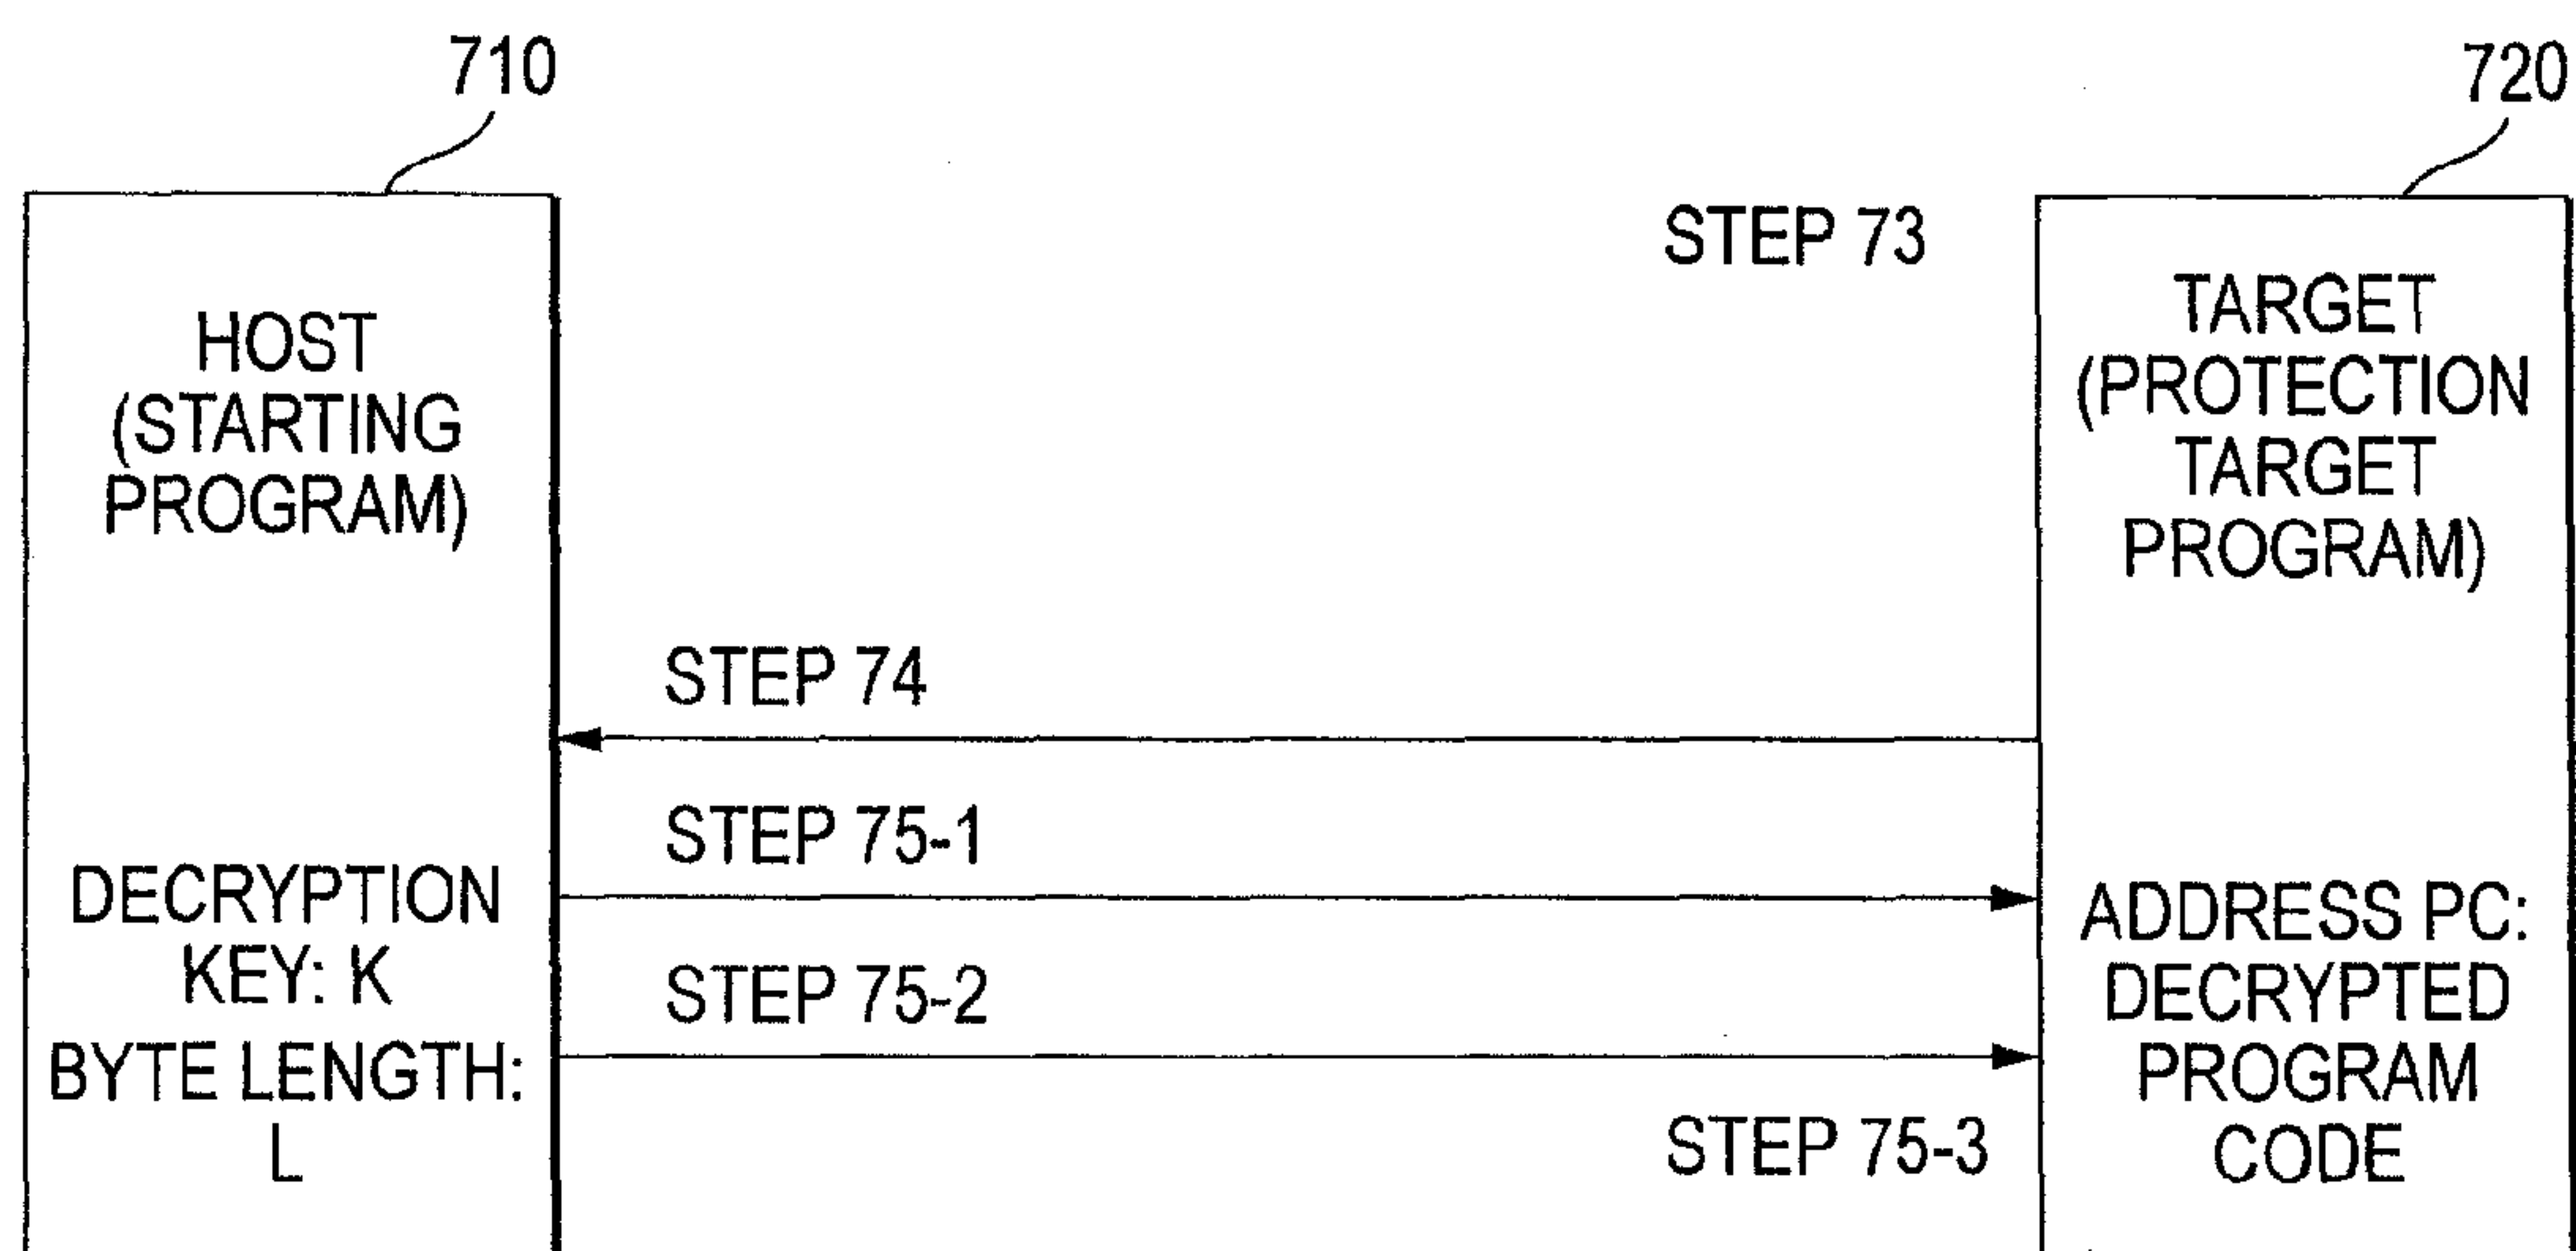 710
720
HOST
(STARTING
PROGRAM)
STEP 73
TARGET
(PROTECTION
TARGET
PROGRAM)
STEP 74
STEP 75-1
STEP 75-2
STEP 75-3
DECRYPTION
KEY: K
BYTE LENGTH:
L
ADDRESS PC:
DECRYPTED
PROGRAM
CODE